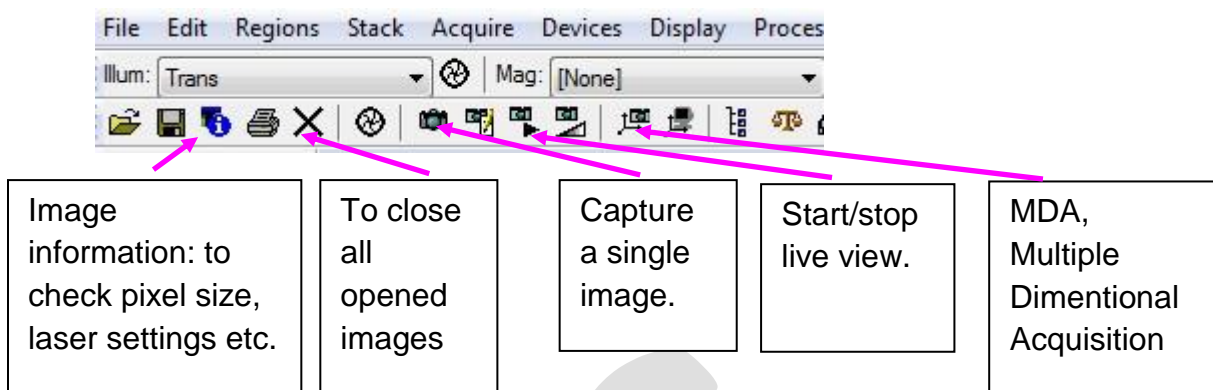 File Edit Regions Stack Acquire Devices Display Proces
Illum: Trans Mag: [None]
Image
information: to
check pixel size,
laser settings etc.
To close
all
opened
images
Capture
a single
image.
Start/stop
live view.
MDA,
Multiple
Dimentional
Acquisition